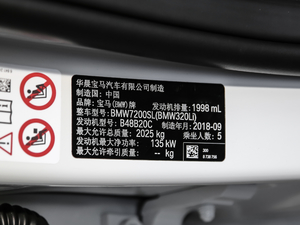 华晨宝马汽车有限公司制造
制造国：中国
品牌：宝马(BMW)牌 发动机排量：1998 mL
整车型号：BMW7200SL(BMW320Li)
发动机型号：B48B20C 制造年月：2018-09
最大允许总质量：2025 kg 乘坐人数：5
发动机最大净功率：135 kW
最大允许牵引质量：-- kg